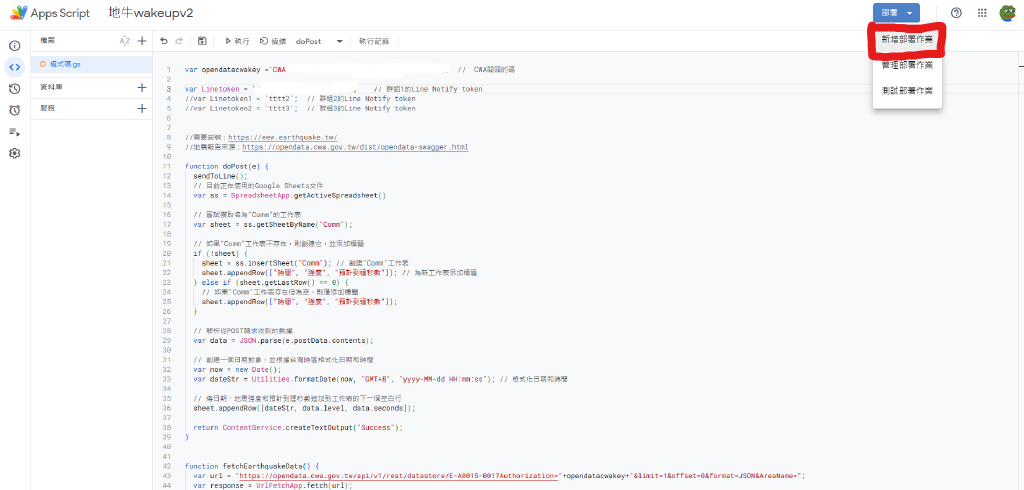 Apps Script 地牛wakeupv2
部署
新增部署作業
管理部署作業
測試部署作業
檔案
程式碼.gs
資料庫
服務
執行 偵錯 doPost 執行記錄
1 var opendatacwakey ='CWA // CWA開頭的碼
2
3 var Linetoken = ' // 群組1的Line Notify token
4 //var Linetoken1 = 'tttt2'; // 群組2的Line Notify token
5 //var Linetoken2 = 'tttt3'; // 群組3的Line Notify token
6
7
8 //需要安裝：https://eew.earthquake.tw/
9 //地震報告來源：https://opendata.cwa.gov.tw/dist/opendata-swagger.html
10
11 function doPost(e) {
12 sendToLine();
13 // 目前正在使用的Google Sheets文件
14 var ss = SpreadsheetApp.getActiveSpreadsheet()
15
16 // 嘗試獲取名為"Comm"的工作表
17 var sheet = ss.getSheetByName("Comm");
18
19 // 如果"Comm"工作表不存在，則創建它，並添加標題
20 if (!sheet) {
21 sheet = ss.insertSheet("Comm"); // 創建"Comm"工作表
22 sheet.appendRow(["時間", "強度", "預計到達秒數"]); // 為新工作表添加標題
23 } else if (sheet.getLastRow() == 0) {
24 // 如果"Comm"工作表存在但為空，則僅添加標題
25 sheet.appendRow(["時間", "強度", "預計到達秒數"]);
26 }
27
28 // 解析從POST請求收到的數據
29 var data = JSON.parse(e.postData.contents);
30
31 // 創建一個日期對象，並根據台灣時區格式化日期和時間
32 var now = new Date();
33 var dateStr = Utilities.formatDate(now, "GMT+8", "yyyy-MM-dd HH:mm:ss"); // 格式化日期和時間
34
35 // 將日期、地震強度和預計到達秒數追加到工作表的下一個空白行
36 sheet.appendRow([dateStr, data.level, data.seconds]);
37
38 return ContentService.createTextOutput("Success");
39 }
40
41
42 function fetchEarthquakeData() {
43 var url = "https://opendata.cwa.gov.tw/api/v1/rest/datastore/E-A0015-001?Authorization="+opendatacwakey+"&limit=1&offset=0&format=JSON&AreaName=";
44 var response = UrlFetchApp.fetch(url);